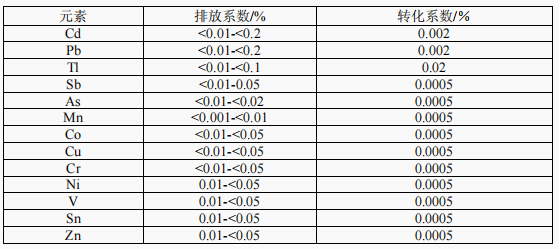 元素 排放系数/% 转化系数/%
Cd <0.01-<0.2 0.002
Pb <0.01-<0.2 0.002
Tl <0.01-<0.1 0.02
Sb <0.01-0.05 0.0005
As <0.01-<0.02 0.0005
Mn <0.001-<0.01 0.0005
Co <0.01-<0.05 0.0005
Cu <0.01-<0.05 0.0005
Cr <0.01-<0.05 0.0005
Ni 0.01-<0.05 0.0005
V 0.01-<0.05 0.0005
Sn 0.01-<0.05 0.0005
Zn 0.01-<0.05 0.0005